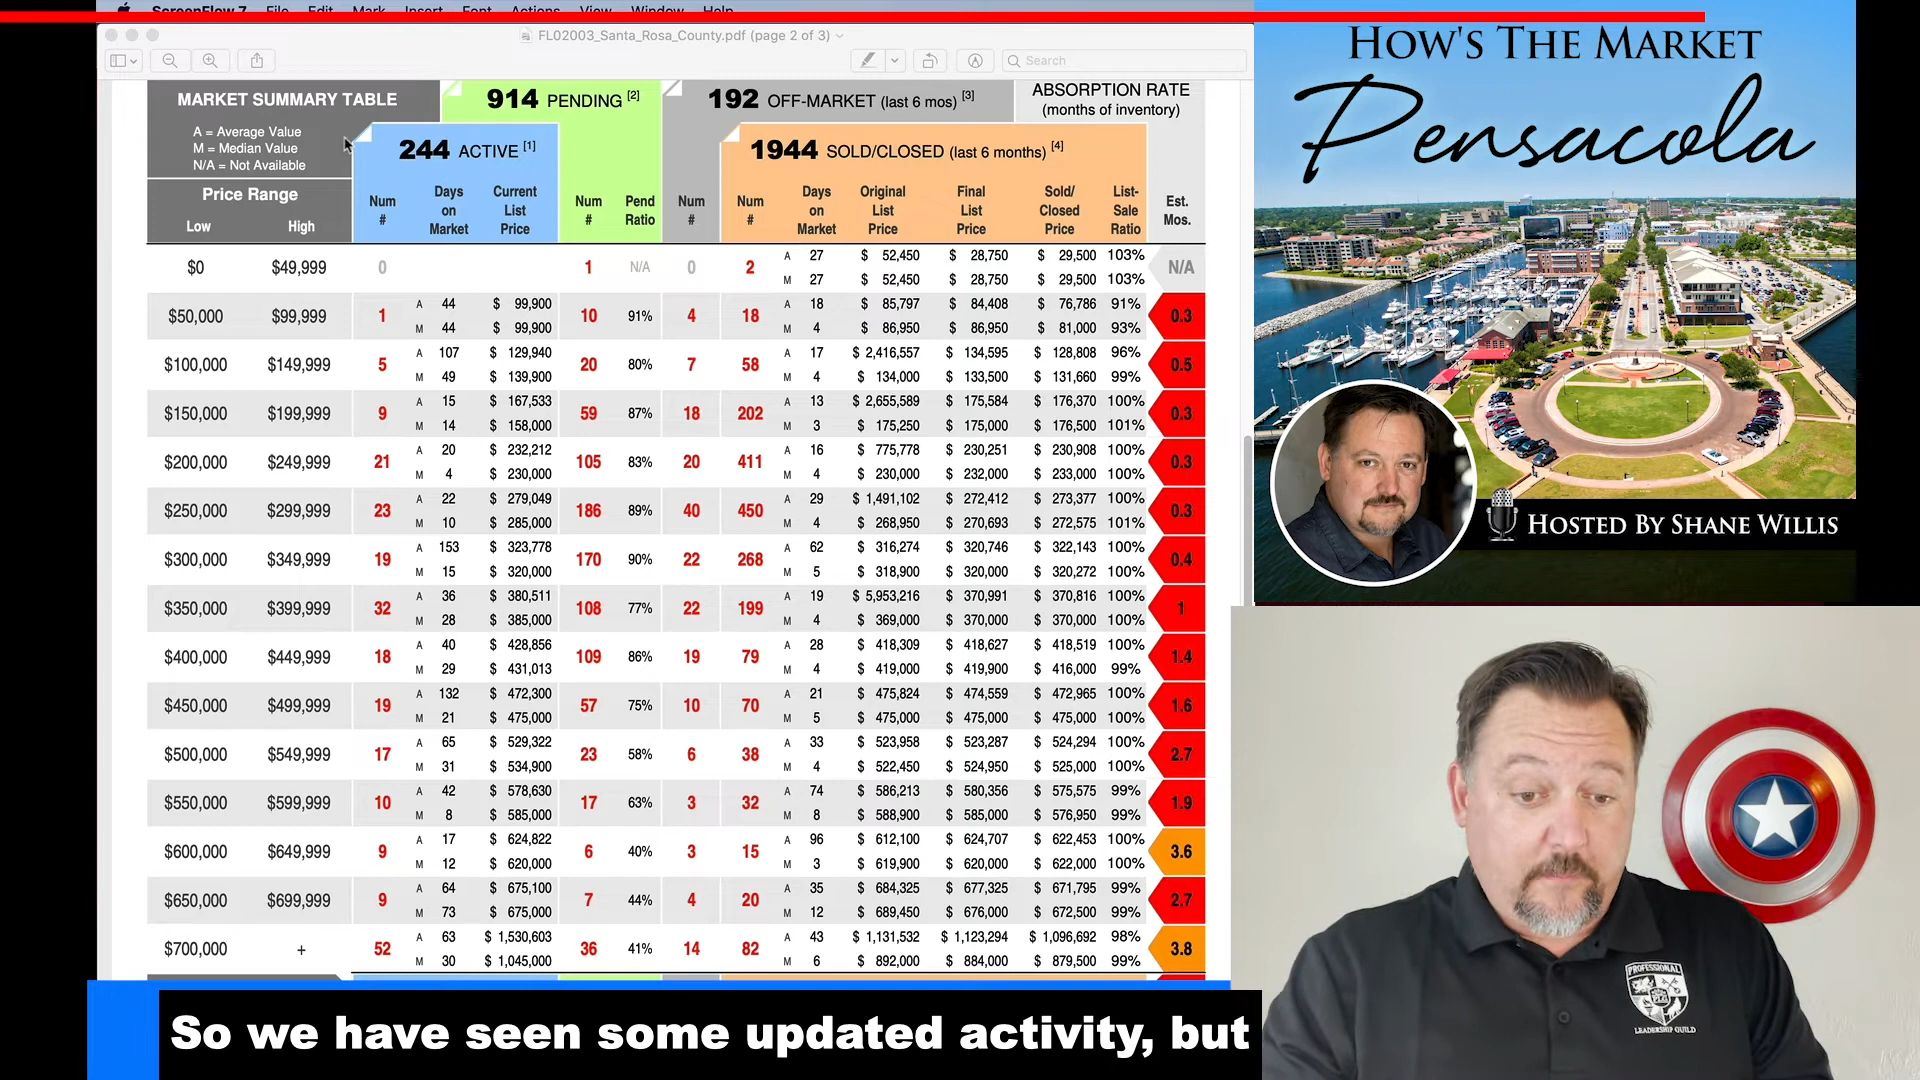 ScreenFlow 7 File Edit Mark Insert Font Actions View Window Help
FL02003_Santa_Rosa_County.pdf (page 2 of 3)
Search
MARKET SUMMARY TABLE
A = Average Value
M = Median Value
N/A = Not Available
914 PENDING [2]
192 OFF-MARKET (last 6 mos) [3]
ABSORPTION RATE
(months of inventory)
244 ACTIVE [1]
1944 SOLD/CLOSED (last 6 months) [4]
Price Range
Low High
Num # Days on Market Current List Price Num # Pend Ratio Num # Num # Days on Market Original List Price Final List Price Sold/ Closed Price List- Sale Ratio Est. Mos.
$0 $49,999 0 1 N/A 0 2 A 27 $ 52,450 $ 28,750 $ 29,500 103% N/A
M 27 $ 52,450 $ 28,750 $ 29,500 103%
$50,000 $99,999 1 A 44 $ 99,900 10 91% 4 18 A 18 $ 85,797 $ 84,408 $ 76,786 91% 0.3
M 44 $ 99,900 M 4 $ 86,950 $ 86,950 $ 81,000 93%
$100,000 $149,999 5 A 107 $ 129,940 20 80% 7 58 A 17 $ 2,416,557 $ 134,595 $ 128,808 96% 0.5
M 49 $ 139,900 M 4 $ 134,000 $ 133,500 $ 131,660 99%
$150,000 $199,999 9 A 15 $ 167,533 59 87% 18 202 A 13 $ 2,655,589 $ 175,584 $ 176,370 100% 0.3
M 14 $ 158,000 M 3 $ 175,250 $ 175,000 $ 176,500 101%
$200,000 $249,999 21 A 20 $ 232,212 105 83% 20 411 A 16 $ 775,778 $ 230,251 $ 230,908 100% 0.3
M 4 $ 230,000 M 4 $ 230,000 $ 232,000 $ 233,000 100%
$250,000 $299,999 23 A 22 $ 279,049 186 89% 40 450 A 29 $ 1,491,102 $ 272,412 $ 273,377 100% 0.3
M 10 $ 285,000 M 4 $ 268,950 $ 270,693 $ 272,575 101%
$300,000 $349,999 19 A 153 $ 323,778 170 90% 22 268 A 62 $ 316,274 $ 320,746 $ 322,143 100% 0.4
M 15 $ 320,000 M 5 $ 318,900 $ 320,000 $ 320,272 100%
$350,000 $399,999 32 A 36 $ 380,511 108 77% 22 199 A 19 $ 5,953,216 $ 370,991 $ 370,816 100% 1
M 28 $ 385,000 M 4 $ 369,000 $ 370,000 $ 370,000 100%
$400,000 $449,999 18 A 40 $ 428,856 109 86% 19 79 A 28 $ 418,309 $ 418,627 $ 418,519 100% 1.4
M 29 $ 431,013 M 4 $ 419,000 $ 419,900 $ 416,000 99%
$450,000 $499,999 19 A 132 $ 472,300 57 75% 10 70 A 21 $ 475,824 $ 474,559 $ 472,965 100% 1.6
M 21 $ 475,000 M 5 $ 475,000 $ 475,000 $ 475,000 100%
$500,000 $549,999 17 A 65 $ 529,322 23 58% 6 38 A 33 $ 523,958 $ 523,287 $ 524,294 100% 2.7
M 31 $ 534,900 M 4 $ 522,450 $ 524,950 $ 525,000 100%
$550,000 $599,999 10 A 42 $ 578,630 17 63% 3 32 A 74 $ 586,213 $ 580,356 $ 575,575 99% 1.9
M 8 $ 585,000 M 8 $ 588,900 $ 585,000 $ 576,950 99%
$600,000 $649,999 9 A 17 $ 624,822 6 40% 3 15 A 96 $ 612,100 $ 624,707 $ 622,453 100% 3.6
M 12 $ 620,000 M 3 $ 619,900 $ 620,000 $ 622,000 100%
$650,000 $699,999 9 A 64 $ 675,100 7 44% 4 20 A 35 $ 684,325 $ 677,325 $ 671,795 99% 2.7
M 73 $ 675,000 M 12 $ 689,450 $ 676,000 $ 672,500 99%
$700,000 + 52 A 63 $ 1,530,603 36 41% 14 82 A 43 $ 1,131,532 $ 1,123,294 $ 1,096,692 98% 3.8
M 30 $ 1,045,000 M 6 $ 892,000 $ 884,000 $ 879,500 99%
HOW'S THE MARKET
Pensacola
HOSTED BY SHANE WILLIS
PROFESSIONAL
LEADERSHIP GUILD
So we have seen some updated activity, but